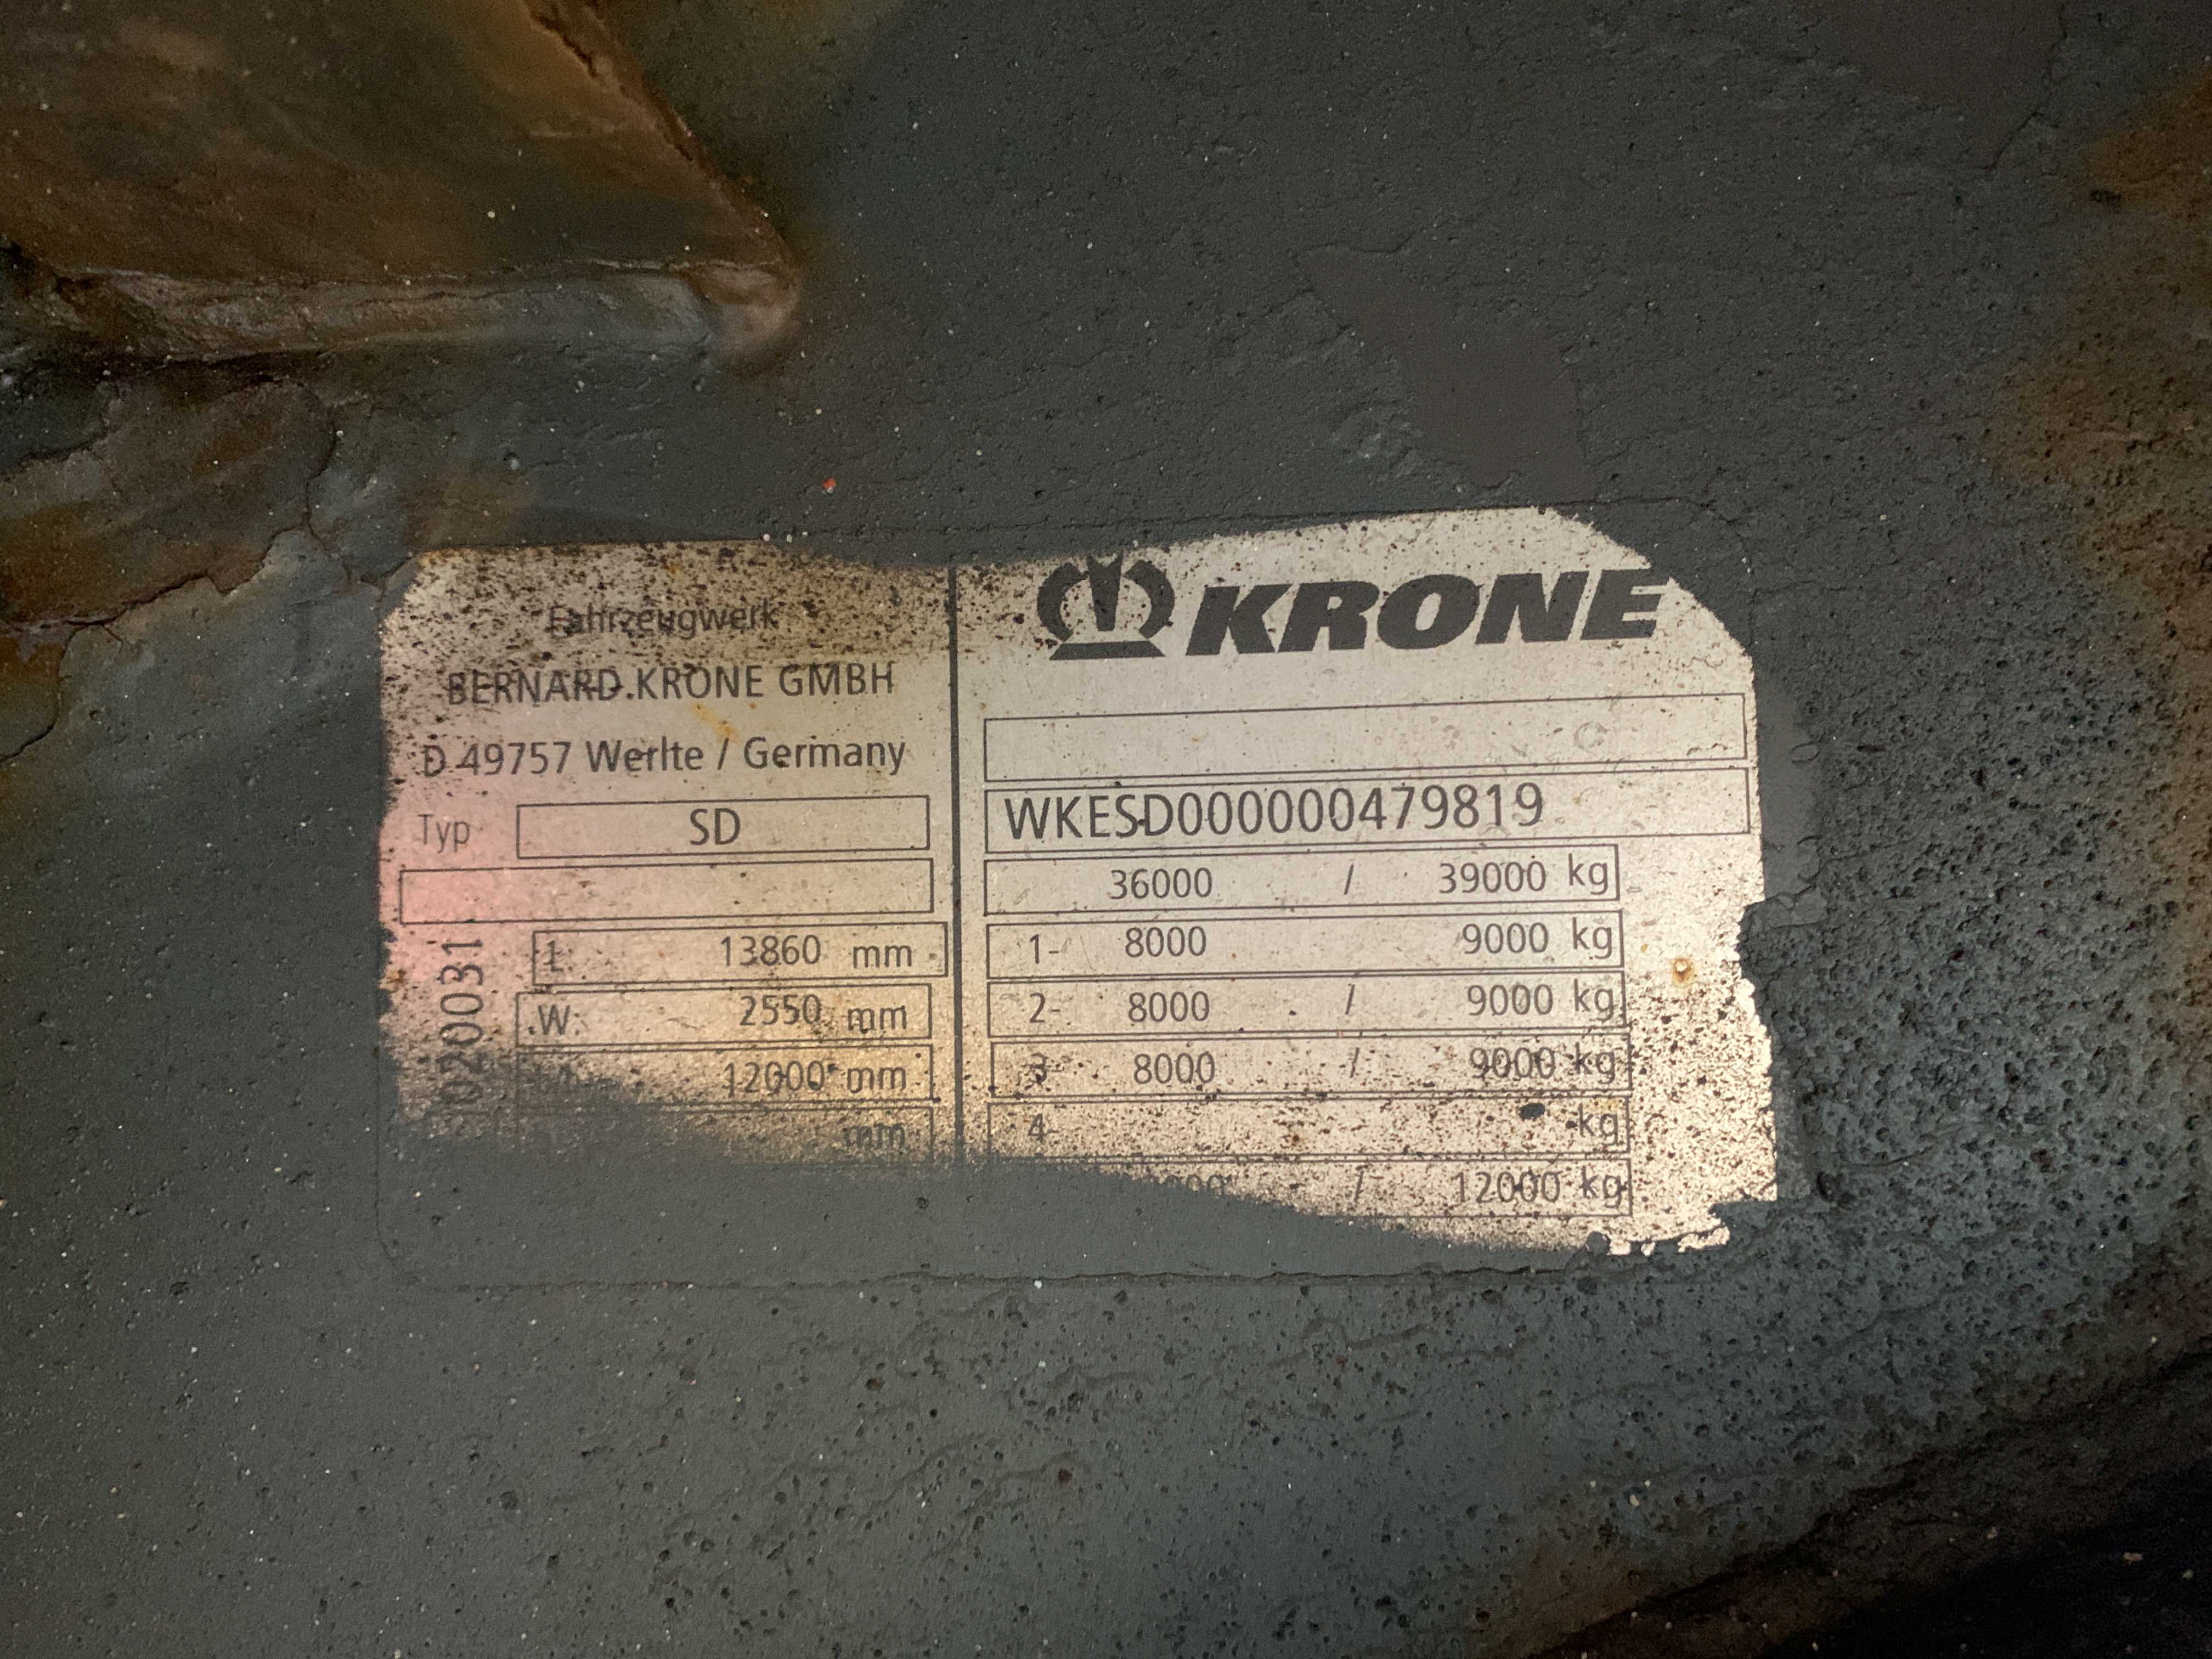 Fahrzeugwerk
BERNARD KRONE GMBH
D 49757 Werlte / Germany
Typ SD
L 13860 mm
W 2550 mm
12000 mm
mm
020031
KRONE
WKESD000000479819
36000 / 39000 kg
1- 8000 9000 kg
2- 8000 / 9000 kg
3- 8000 / 9000 kg
4- kg
/ 12000 kg